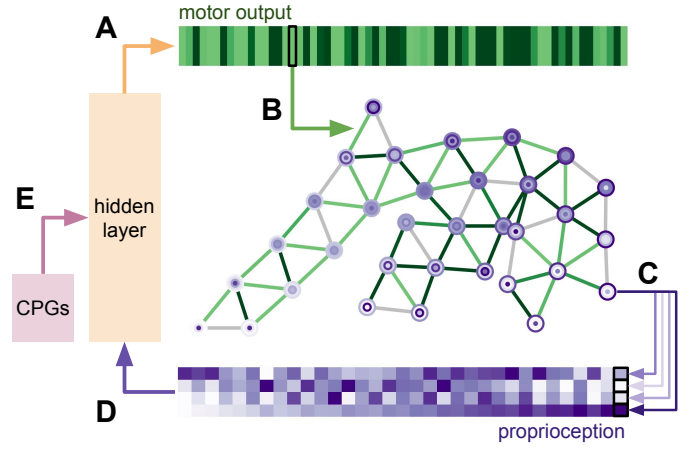 motor output
A
B
E
hidden
layer
C
CPGs
D
proprioception